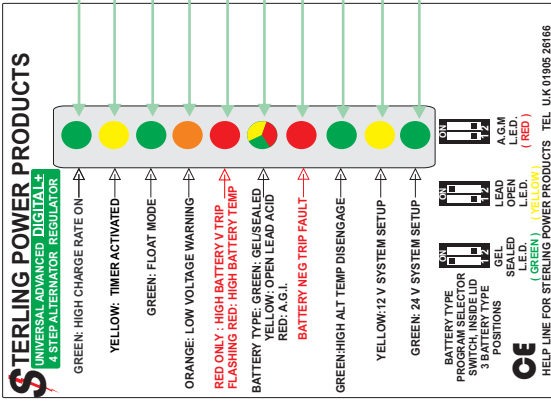 STERLING POWER PRODUCTS
UNIVERSAL ADVANCED DIGITAL+
4 STEP ALTERNATOR REGULATOR
GREEN: HIGH CHARGE RATE ON
YELLOW: TIMER ACTIVATED
GREEN: FLOAT MODE
ORANGE: LOW VOLTAGE WARNING
RED ONLY : HIGH BATTERY V TRIP
FLASHING RED: HIGH BATTERY TEMP
BATTERY TYPE: GREEN: GEL/SEALED
YELLOW: OPEN LEAD ACID
RED: A.G.I.
BATTERY NEG TRIP FAULT
GREEN:HIGH ALT TEMP DISENGAGE
YELLOW:12 V SYSTEM SETUP
GREEN: 24 V SYSTEM SETUP
BATTERY TYPE
PROGRAM SELECTOR
SWITCH, INSIDE LID
3 BATTERY TYPE
POSITIONS
ON
1 2
GEL
SEALED
L.E.D.
( GREEN )
ON
1 2
LEAD
OPEN
L.E.D.
( YELLOW )
ON
1 2
A.G.M
L.E.D.
( RED )
CE
HELP LINE FOR STERLING POWER PRODUCTS TEL U.K 01905 26166